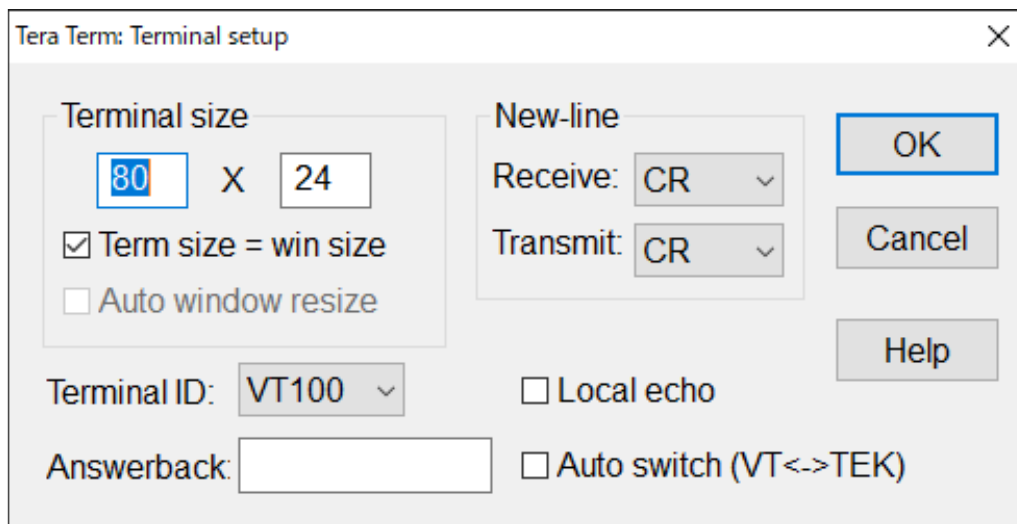 Tera Term: Terminal setup
Terminal size
80 X 24
Term size = win size
Auto window resize
New-line
Receive: CR
Transmit: CR
OK
Cancel
Help
Terminal ID: VT100
Local echo
Answerback:
Auto switch (VT<->TEK)